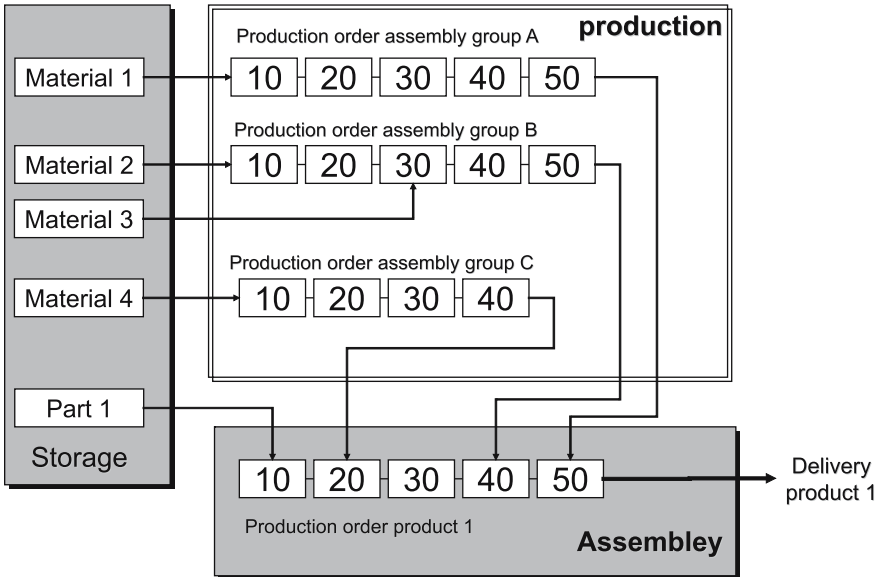 production
Production order assembly group A
Material 1
10 20 30 40 50
Production order assembly group B
Material 2
10 20 30 40 50
Material 3
Production order assembly group C
Material 4
10 20 30 40
Part 1
Storage
10 20 30 40 50
Delivery
product 1
Production order product 1
Assembley